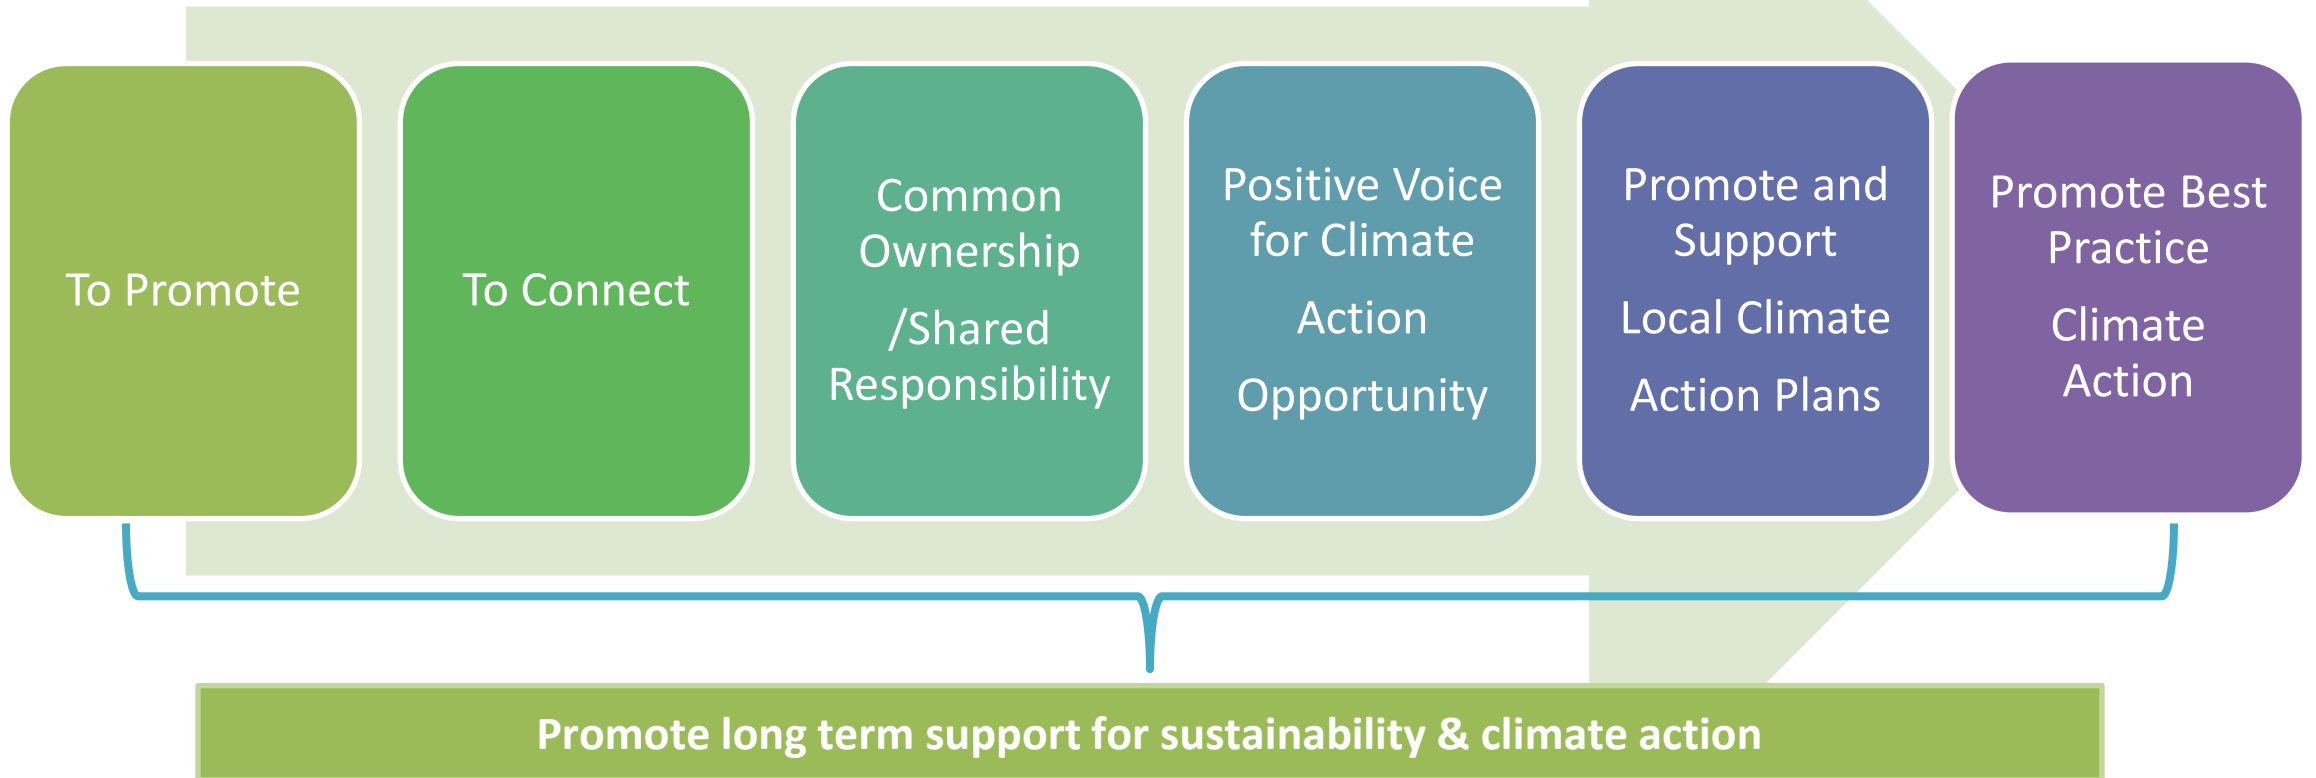 To Promote
To Connect
Common
Ownership
/Shared
Responsibility
Positive Voice
for Climate
Action
Opportunity
Promote and
Support
Local Climate
Action Plans
Promote Best
Practice
Climate
Action
Promote long term support for sustainability & climate action